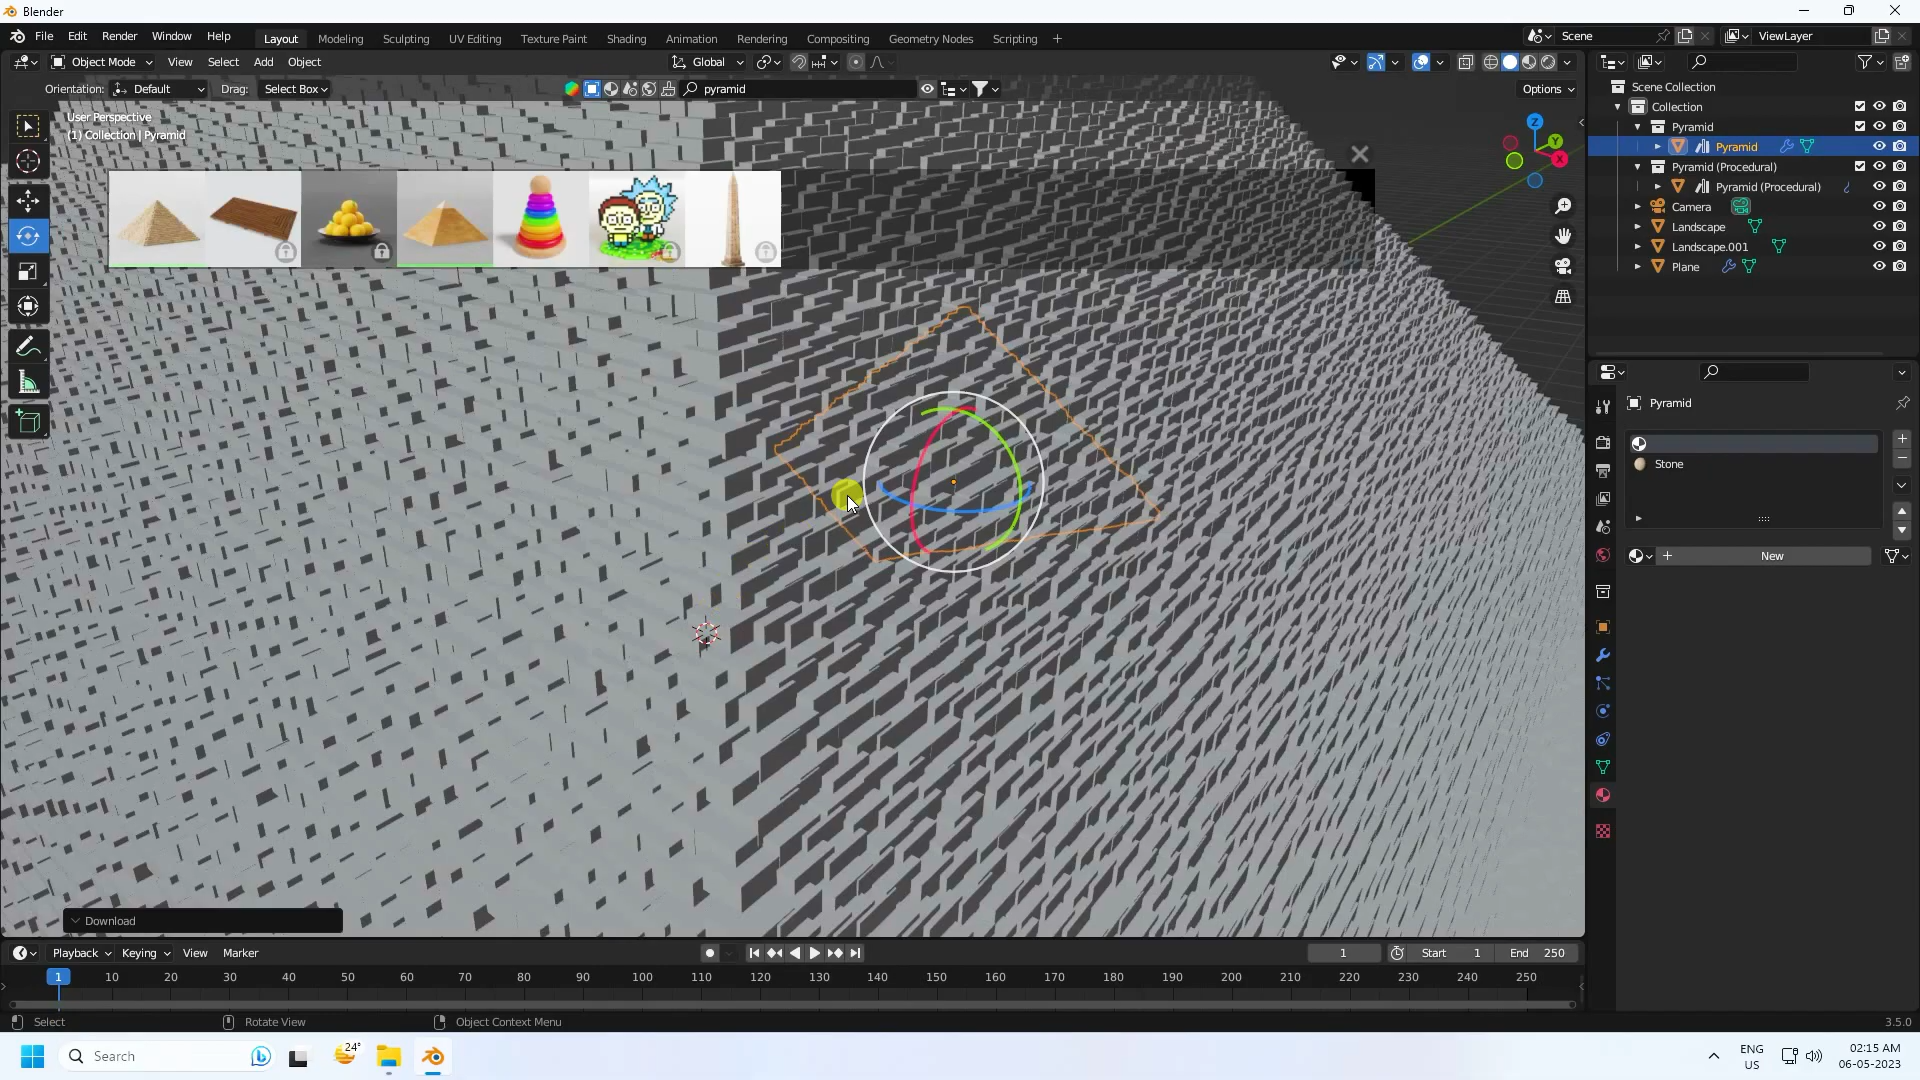 Blender
File Edit Render Window Help Layout Modeling Sculpting UV Editing Texture Paint Shading Animation Rendering Compositing Geometry Nodes Scripting + Scene ViewLayer
Object Mode View Select Add Object Global
Orientation: Default Drag: Select Box pyramid Options
User Perspective
(1) Collection | Pyramid
Z
Y
X
Scene Collection
Collection
Pyramid
Pyramid
Pyramid (Procedural)
Pyramid (Procedural)
Camera
Landscape
Landscape.001
Plane
Pyramid
Stone
New
Download
Playback Keying View Marker 1 Start 1 End 250
1 10 20 30 40 50 60 70 80 90 100 110 120 130 140 150 160 170 180 190 200 210 220 230 240 250
Select Rotate View Object Context Menu 3.5.0
Search 24° ENG US 02:15 AM 06-05-2023